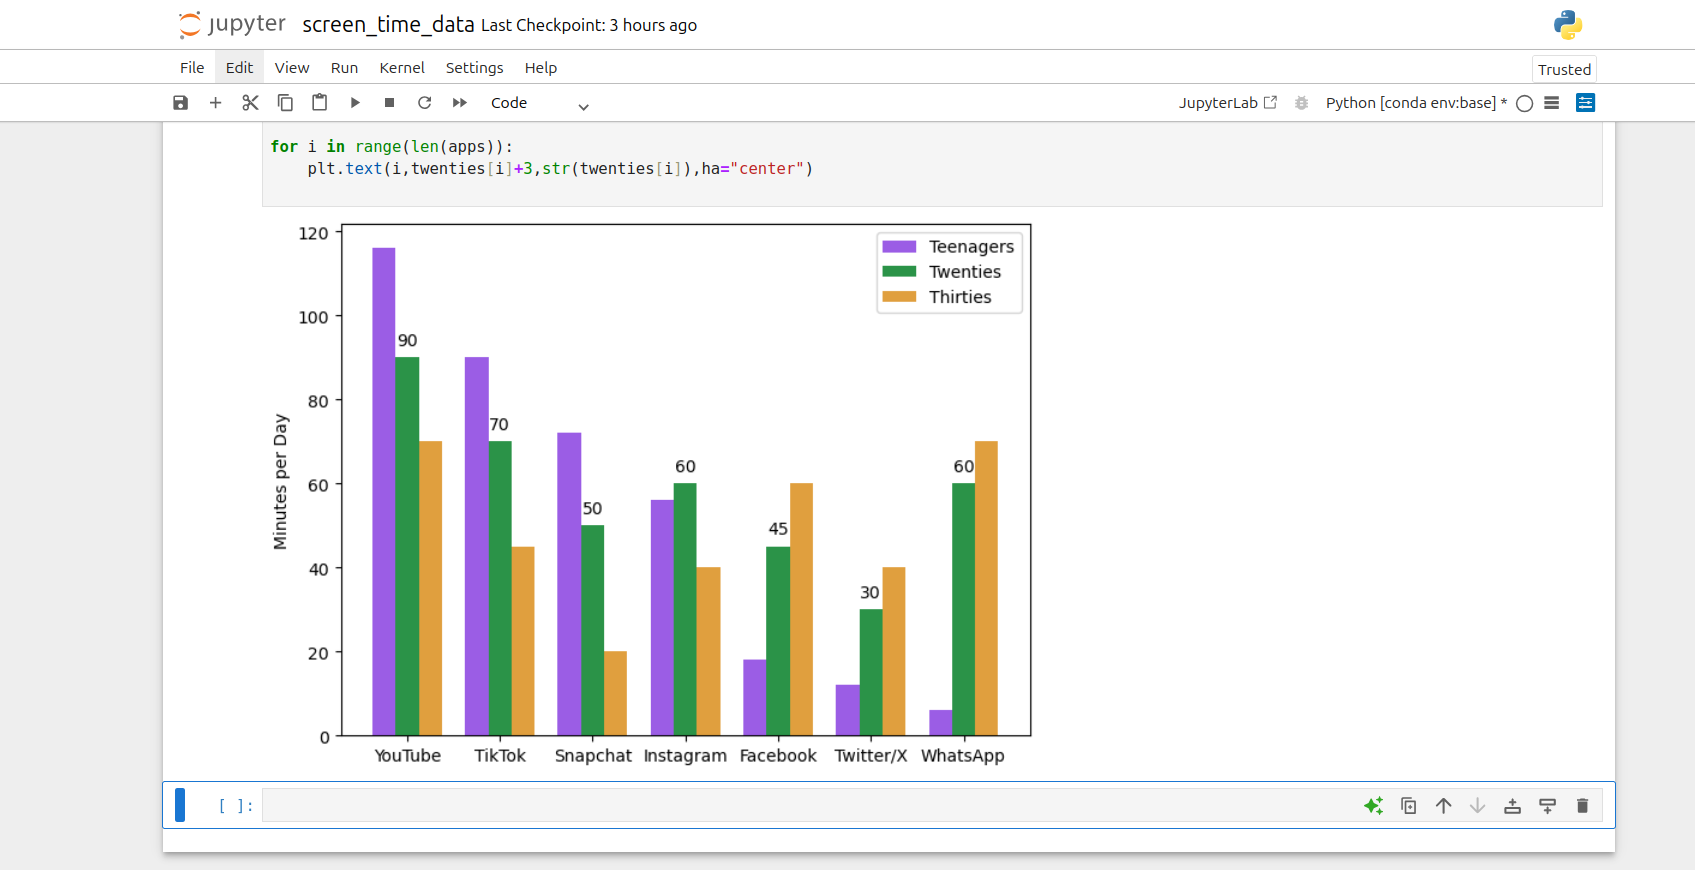 jupyter screen_time_data Last Checkpoint: 3 hours ago
File Edit View Run Kernel Settings Help
Trusted
Code
JupyterLab
Python [conda env:base] *
for i in range(len(apps)):
    plt.text(i,twenties[i]+3,str(twenties[i]),ha="center")
Minutes per Day
120
100
80
60
40
20
0
Teenagers
Twenties
Thirties
90
70
50
60
45
30
60
YouTube TikTok Snapchat Instagram Facebook Twitter/X WhatsApp
[ ]: